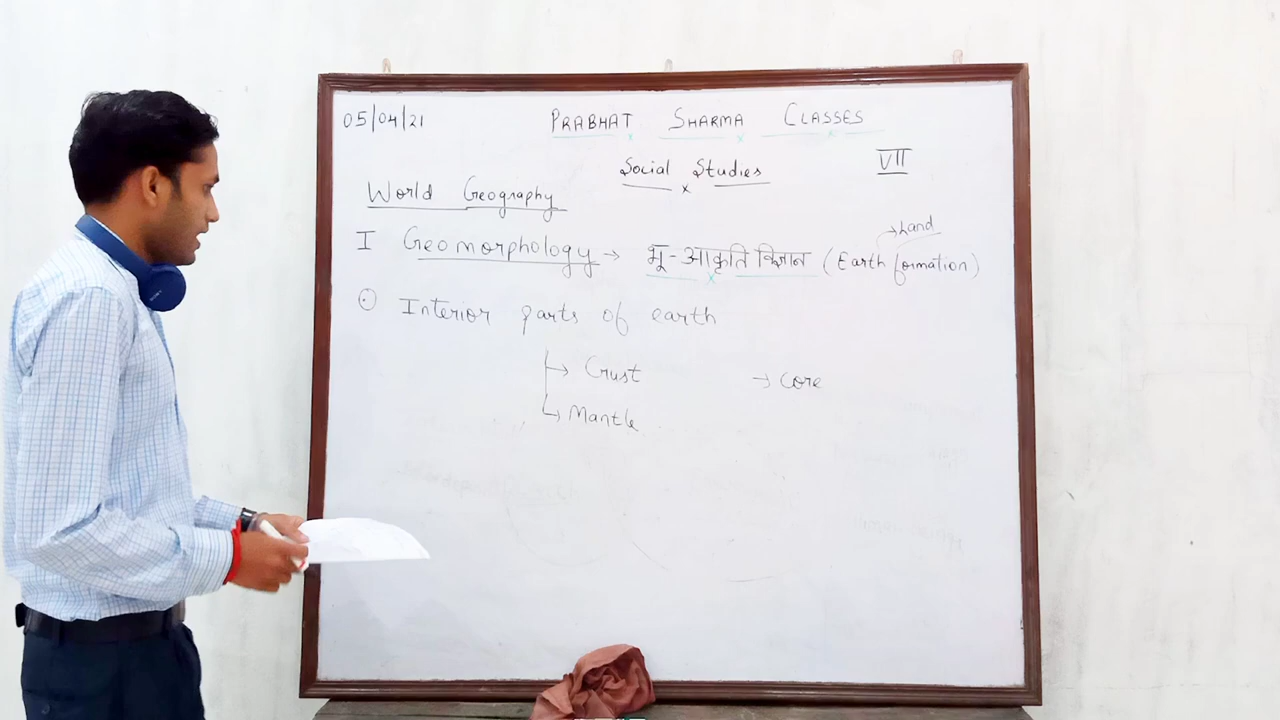 05/04/21 PRABHAT SHARMA CLASSES
Social Studies VII
World Geography
→Land
I Geomorphology → भू-आकृति विज्ञान (Earth formation)
Interior parts of earth
→ Crust → Core
→ Mantle